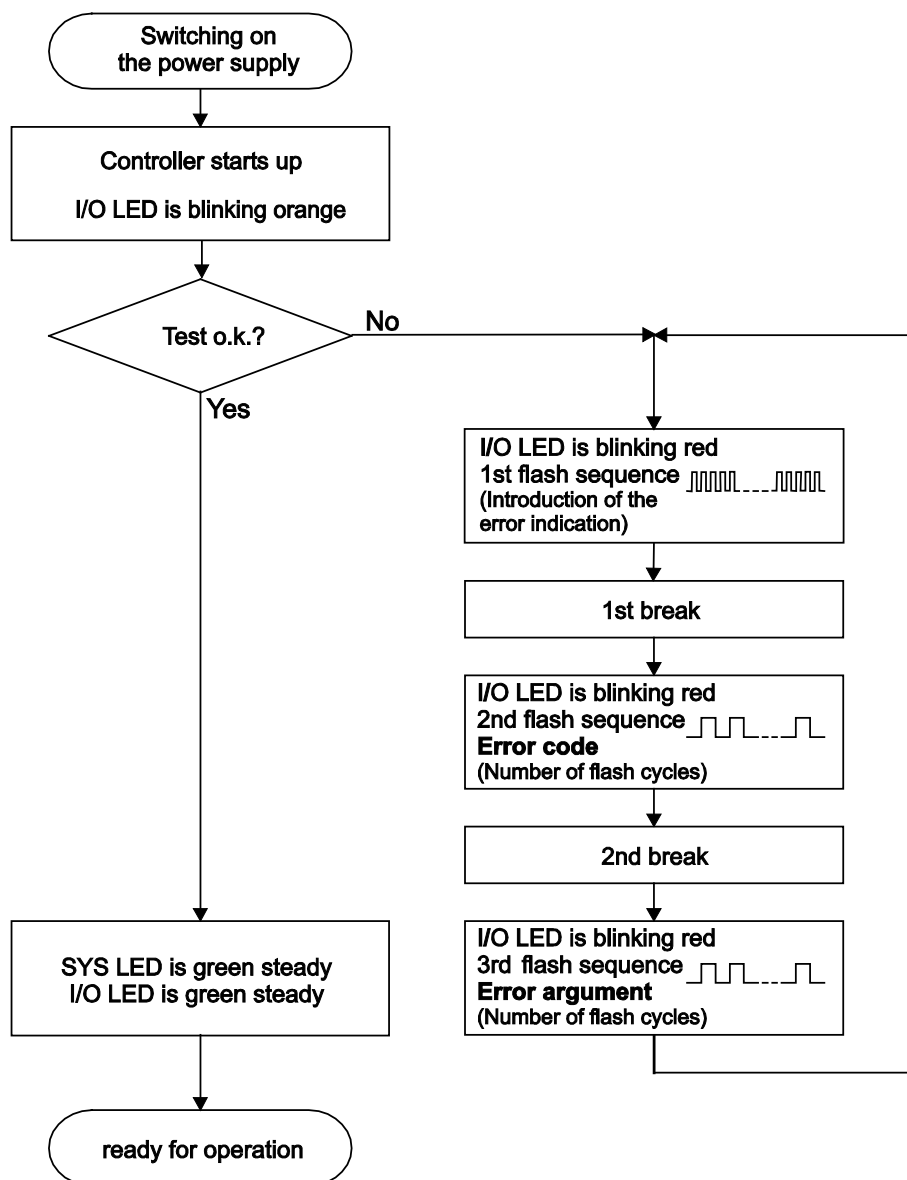 Switching on
the power supply
Controller starts up
I/O LED is blinking orange
Test o.k.?
No
Yes
I/O LED is blinking red
1st flash sequence
(Introduction of the
error indication)
1st break
I/O LED is blinking red
2nd flash sequence
Error code
(Number of flash cycles)
2nd break
I/O LED is blinking red
3rd flash sequence
Error argument
(Number of flash cycles)
SYS LED is green steady
I/O LED is green steady
ready for operation